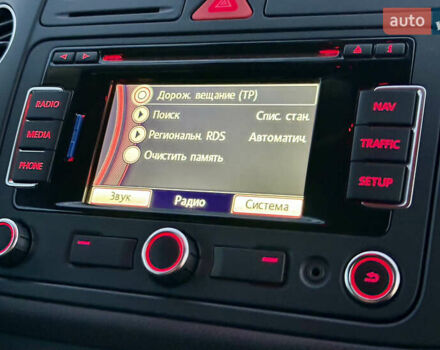 auto
RADIO
MEDIA
PHONE
Дорож. вещание (TP)
Поиск Спис. стан.
Региональн. RDS Автоматич.
Очистить память
Звук Радио Система
NAV
TRAFFIC
SETUP